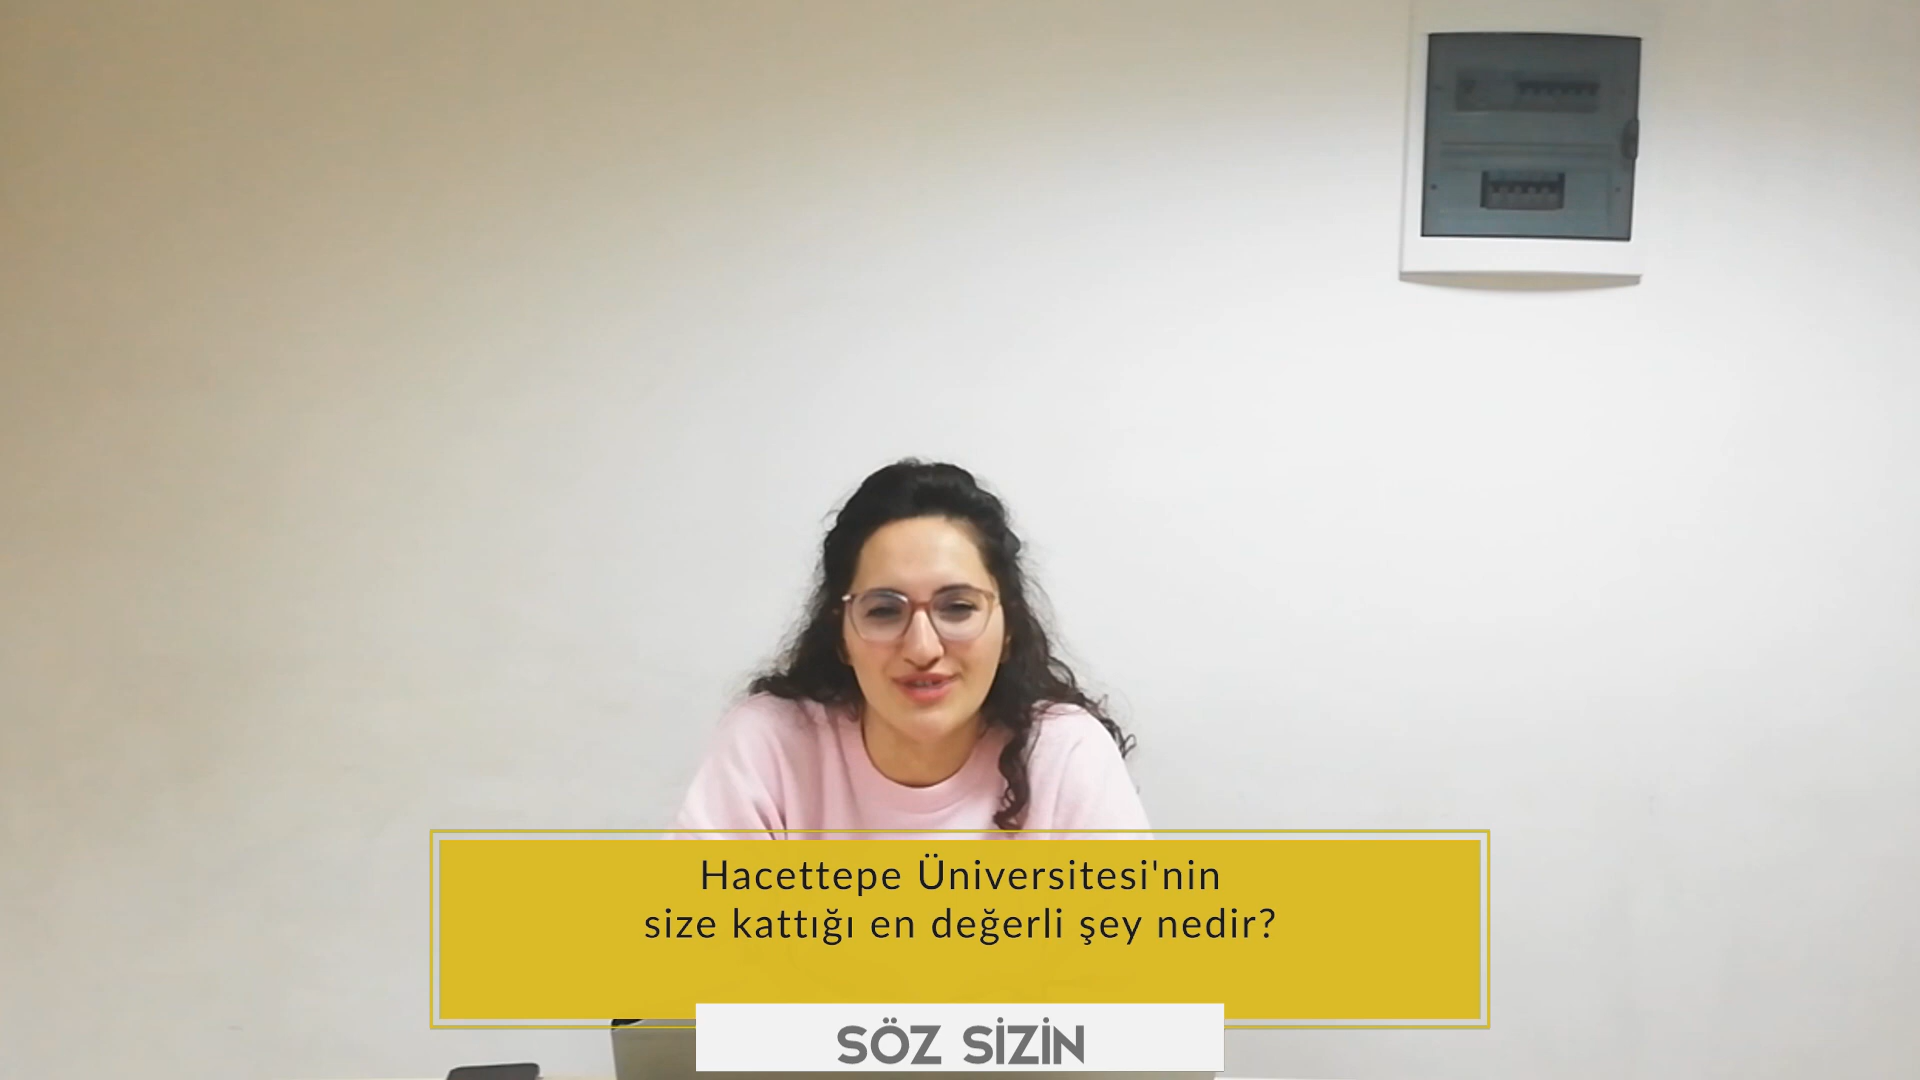 Hacettepe Üniversitesi'nin
size kattığı en değerli şey nedir?
SÖZ SİZİN